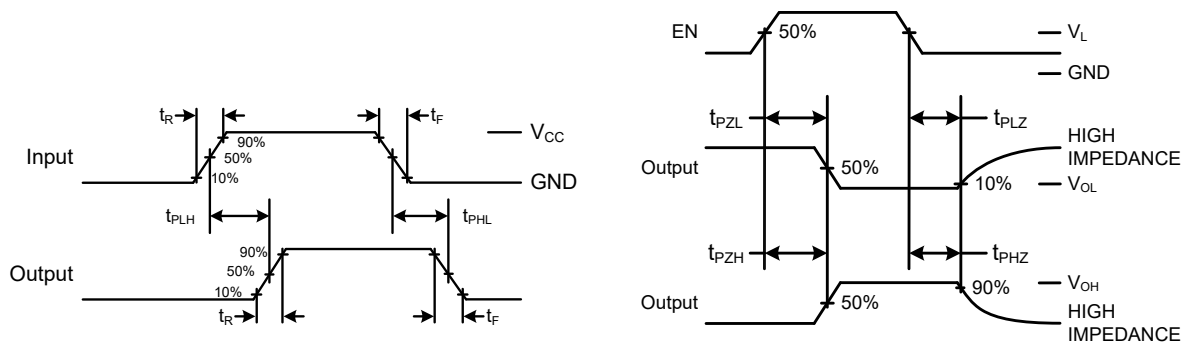 tR
tF
VCC
90%
Input
50%
10%
GND
tPLH
tPHL
90%
Output
50%
10%
tR
tF
EN
50%
VL
GND
tPZL
tPLZ
HIGH
IMPEDANCE
Output
50%
10%
VOL
tPZH
tPHZ
VOH
90%
Output
50%
HIGH
IMPEDANCE